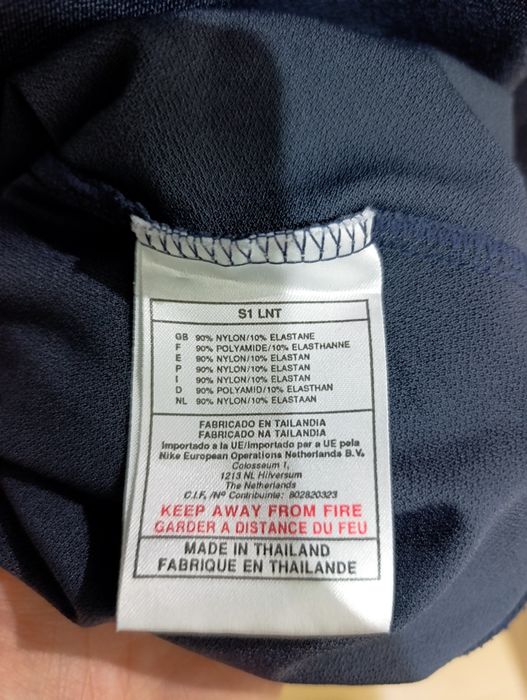 S1 LNT
GB 90% NYLON/10% ELASTANE
F 90% POLYAMIDE/10% ELASTHANNE
E 90% NYLON/10% ELASTAN
P 90% NYLON/10% ELASTAN
I 90% NYLON/10% ELASTAN
D 90% POLYAMID/10% ELASTHAN
NL 90% NYLON/10% ELASTAAN
FABRICADO EN TAILANDIA
FABRICADO NA TAILANDIA
Importado a la UE/Importado par a UE pela
Nike European Operations Netherlands B.V.
Colosseum 1,
1213 NL Hilversum
The Netherlands
C.I.F. /Nº Contribuinte: 802820323
KEEP AWAY FROM FIRE
GARDER A DISTANCE DU FEU
MADE IN THAILAND
FABRIQUE EN THAILANDE